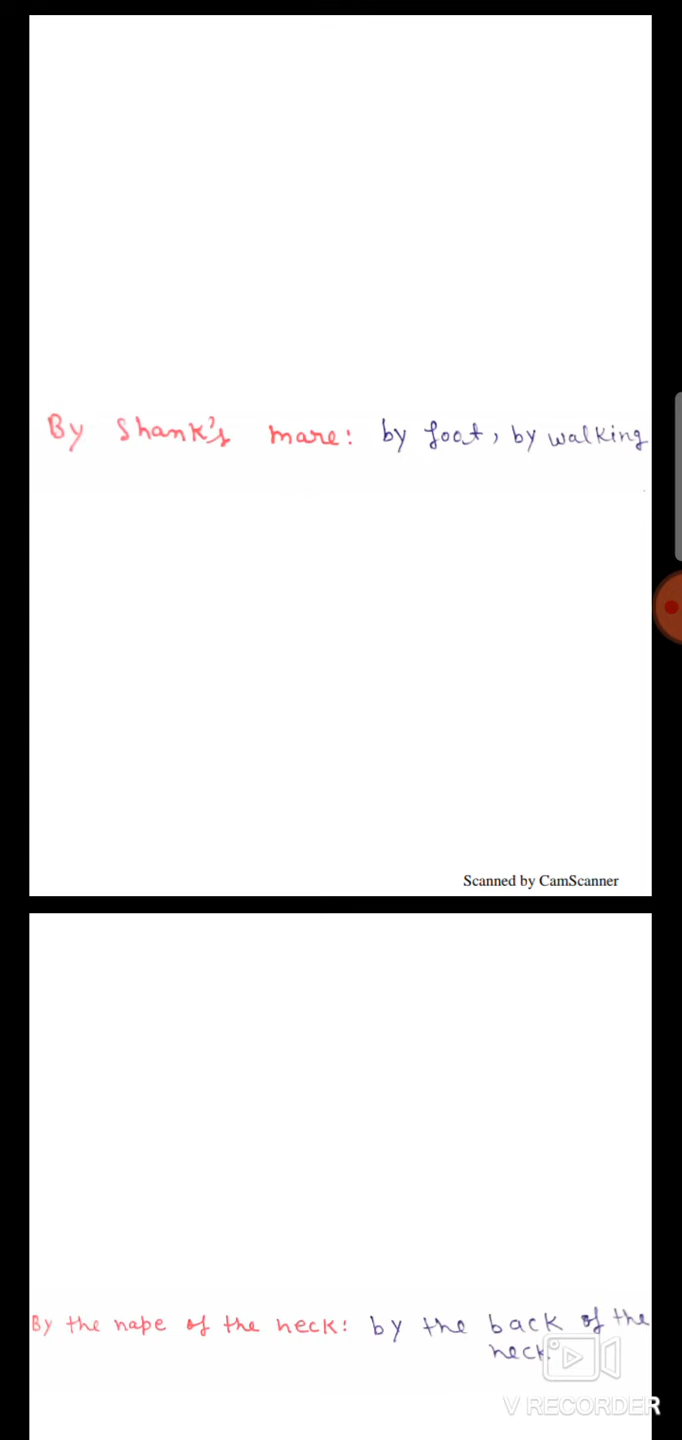 By Shank's mare: by foot, by walking
Scanned by CamScanner
By the nape of the neck: by the back of the
neck.
V RECORDER